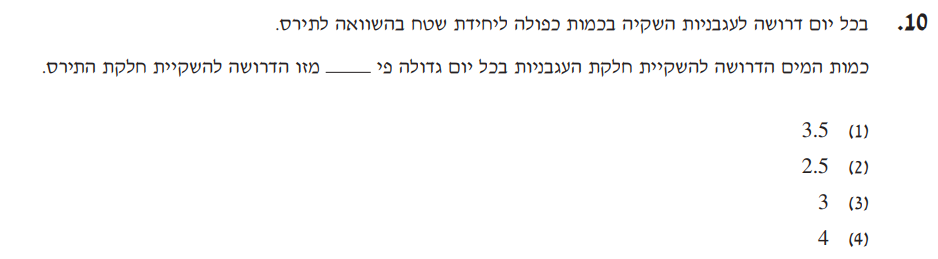 10. בכל יום דרושה לעגבניות השקיה בכמות כפולה ליחידת שטח בהשוואה לתירס.
כמות המים הדרושה להשקיית חלקת העגבניות בכל יום גדולה פי _____ מזו הדרושה להשקיית חלקת התירס.
(1) 3.5
(2) 2.5
(3) 3
(4) 4